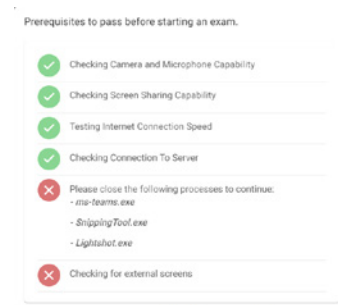 Prerequisites to pass before starting an exam.
Checking Camera and Microphone Capability
Checking Screen Sharing Capability
Testing Internet Connection Speed
Checking Connection To Server
Please close the following processes to continue:
- ms-teams.exe
- SnippingTool.exe
- Lightshot.exe
Checking for external screens